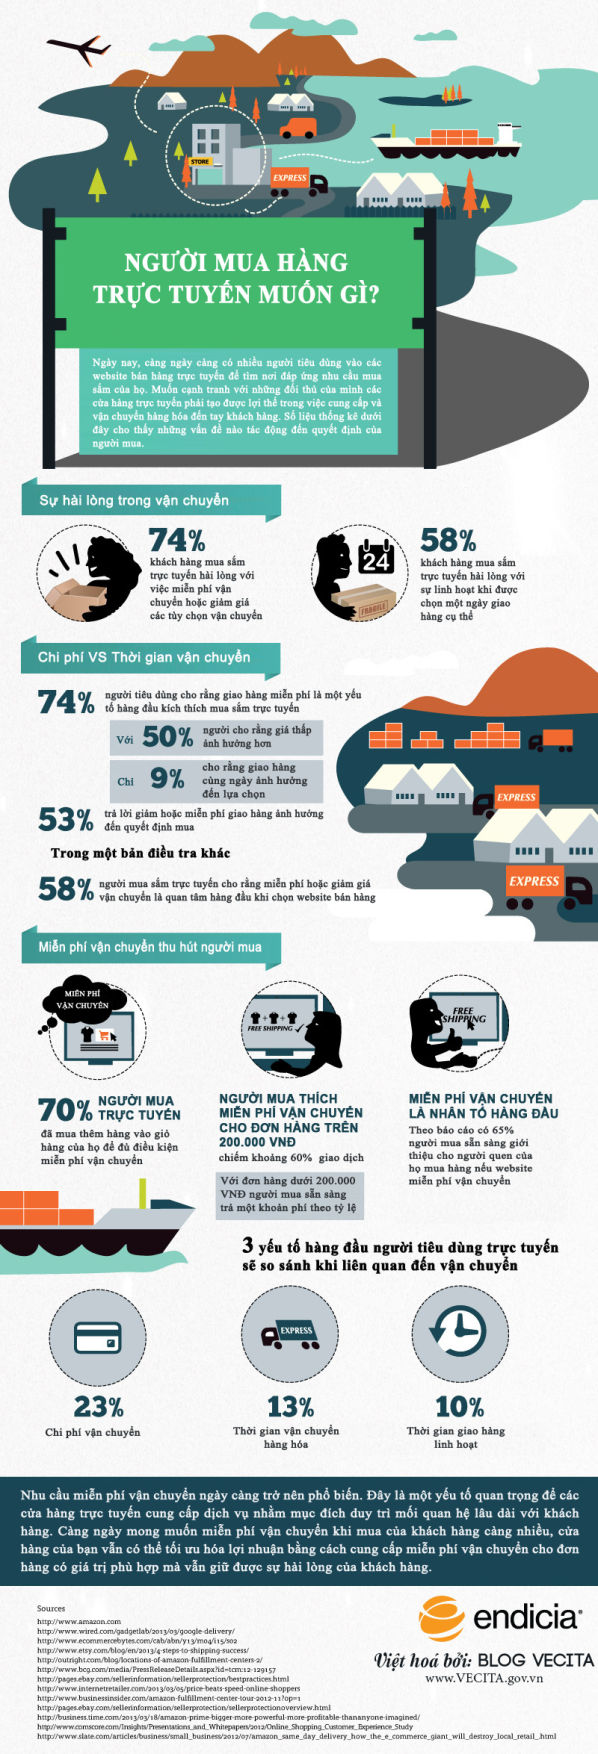 STORE
EXPRESS
NGƯỜI MUA HÀNG
TRỰC TUYẾN MUỐN GÌ?
Ngày nay, càng ngày càng có nhiều người tiêu dùng vào các
website bán hàng trực tuyến để tìm nơi đáp ứng nhu cầu mua
sắm của họ. Muốn cạnh tranh với những đối thủ của mình các
cửa hàng trực tuyến phải tạo được lợi thế trong việc cung cấp và
vận chuyển hàng hóa đến tay khách hàng. Số liệu thống kê dưới
đây cho thấy những vấn đề nào tác động đến quyết định của
người mua.
Sự hài lòng trong vận chuyển
74%
khách hàng mua sắm
trực tuyến hài lòng với
việc miễn phí vận
chuyển hoặc giảm giá
các tùy chọn vận chuyển
24
FRAGILE
58%
khách hàng mua sắm
trực tuyến hài lòng với
sự linh hoạt khi được
chọn một ngày giao
hàng cụ thể
Chi phí VS Thời gian vận chuyển
74% người tiêu dùng cho rằng giao hàng miễn phí là một yếu
tố hàng đầu kích thích mua sắm trực tuyến
Với 50% người cho rằng giá thấp
ảnh hưởng hơn
Chỉ 9% cho rằng giao hàng
cùng ngày ảnh hưởng
đến lựa chọn
53% trả lời giảm hoặc miễn phí giao hàng ảnh hưởng
đến quyết định mua
Trong một bản điều tra khác
58% người mua sắm trực tuyến cho rằng miễn phí hoặc giảm giá
vận chuyển là quan tâm hàng đầu khi chọn website bán hàng
EXPRESS
EXPRESS
Miễn phí vận chuyển thu hút người mua
MIỄN PHÍ
VẬN CHUYỂN
70% NGƯỜI MUA
TRỰC TUYẾN
đã mua thêm hàng vào giỏ
hàng của họ để đủ điều kiện
miễn phí vận chuyển
FREE SHIPPING
NGƯỜI MUA THÍCH
MIỄN PHÍ VẬN CHUYỂN
CHO ĐƠN HÀNG TRÊN
200.000 VNĐ
chiếm khoảng 60% giao dịch
Với đơn hàng dưới 200.000
VNĐ người mua sẵn sàng
trả một khoản phí theo tỷ lệ
FREE
SHIPPING
MIỄN PHÍ VẬN CHUYỂN
LÀ NHÂN TỐ HÀNG ĐẦU
Theo báo cáo có 65%
người mua sẵn sàng giới
thiệu cho người quen của
họ mua hàng nếu website
miễn phí vận chuyển
3 yếu tố hàng đầu người tiêu dùng trực tuyến
sẽ so sánh khi liên quan đến vận chuyển
EXPRESS
23%
Chi phí vận chuyển
13%
Thời gian vận chuyển
hàng hóa
10%
Thời gian giao hàng
linh hoạt
Nhu cầu miễn phí vận chuyển ngày càng trở nên phổ biến. Đây là một yếu tố quan trọng để các
cửa hàng trực tuyến cung cấp dịch vụ nhằm mục đích duy trì mối quan hệ lâu dài với khách
hàng. Càng ngày mong muốn miễn phí vận chuyển khi mua của khách hàng càng nhiều, cửa
hàng của bạn vẫn có thể tối ưu hóa lợi nhuận bằng cách cung cấp miễn phí vận chuyển cho đơn
hàng có giá trị phù hợp mà vẫn giữ được sự hài lòng của khách hàng.
Sources
http://www.amazon.com
http://www.wired.com/gadgetlab/2013/03/google-delivery/
http://www.ecommercebytes.com/cab/abn/y13/m04/i15/s02
http://www.etsy.com/blog/en/2013/4-steps-to-shipping-success/
http://outright.com/blog/locations-of-amazon-fulfillment-centers-2/
http://www.bcg.com/media/PressReleaseDetails.aspx?id=tcm:12-129157
http://pages.ebay.com/sellerinformation/bestpractices.html
http://www.internetretailer.com/2013/03/05/price-beats-speed-online-shoppers
http://www.businessinsider.com/amazon-fulfillment-center-tour-2012-11?op=1
http://pages.ebay.com/sellerinformation/sellerprotection/sellerprotectionoverview.html
http://business.time.com/2013/03/18/amazon-prime-bigger-more-powerful-more-profitable-thananyone-imagined/
http://www.comscore.com/Insights/Presentations_and_Whitepapers/2012/Online_Shopping_Customer_Experience_Study
http://www.slate.com/articles/business/small_business/2012/07/amazon_same_day_delivery_how_the_e_commerce_giant_will_destroy_local_retail_.html
endicia
Việt hoá bởi: BLOG VECITA
www.VECITA.gov.vn